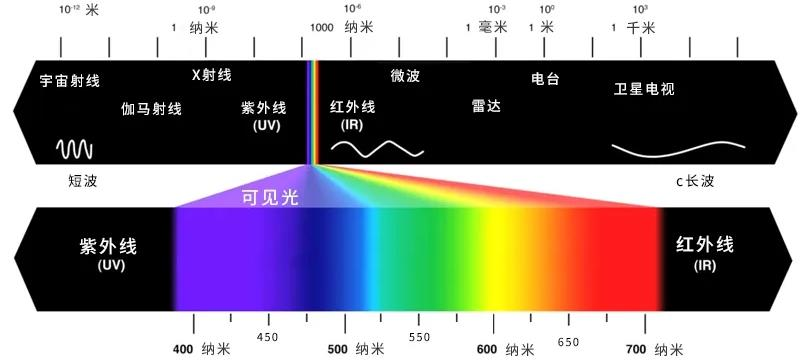 10⁻¹² 米
10⁻⁹
10⁻⁶
10⁻³
10⁰
10³
1 纳米
1000 纳米
1 毫米
1 米
1 千米
宇宙射线
X射线
微波
电台
卫星电视
伽马射线
紫外线
(UV)
红外线
(IR)
雷达
短波
c长波
可见光
紫外线
(UV)
红外线
(IR)
400 纳米
450
500 纳米
550
600 纳米
650
700 纳米